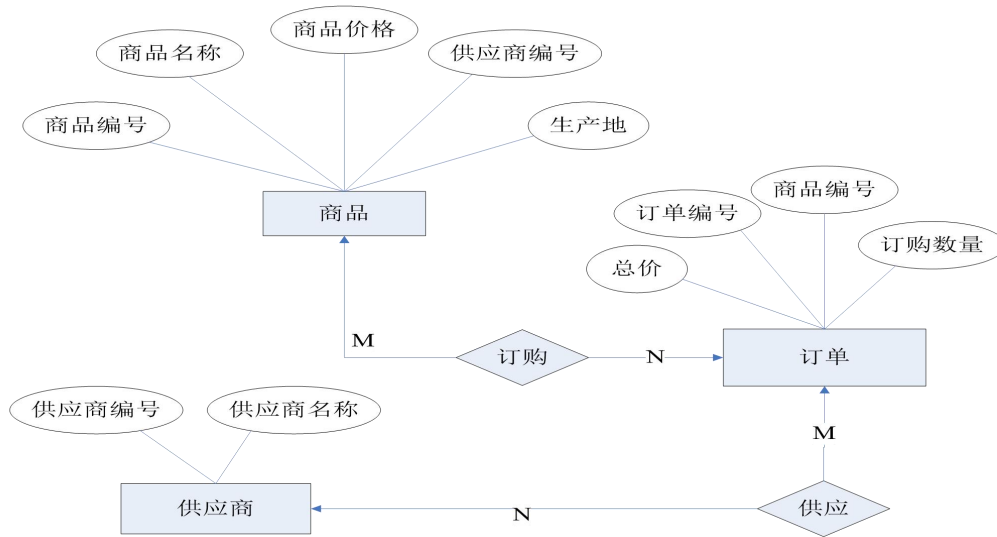 商品价格
商品名称
供应商编号
商品编号
生产地
商品
商品编号
订单编号
订购数量
总价
M
订购
N
订单
供应商编号
供应商名称
M
供应商
N
供应